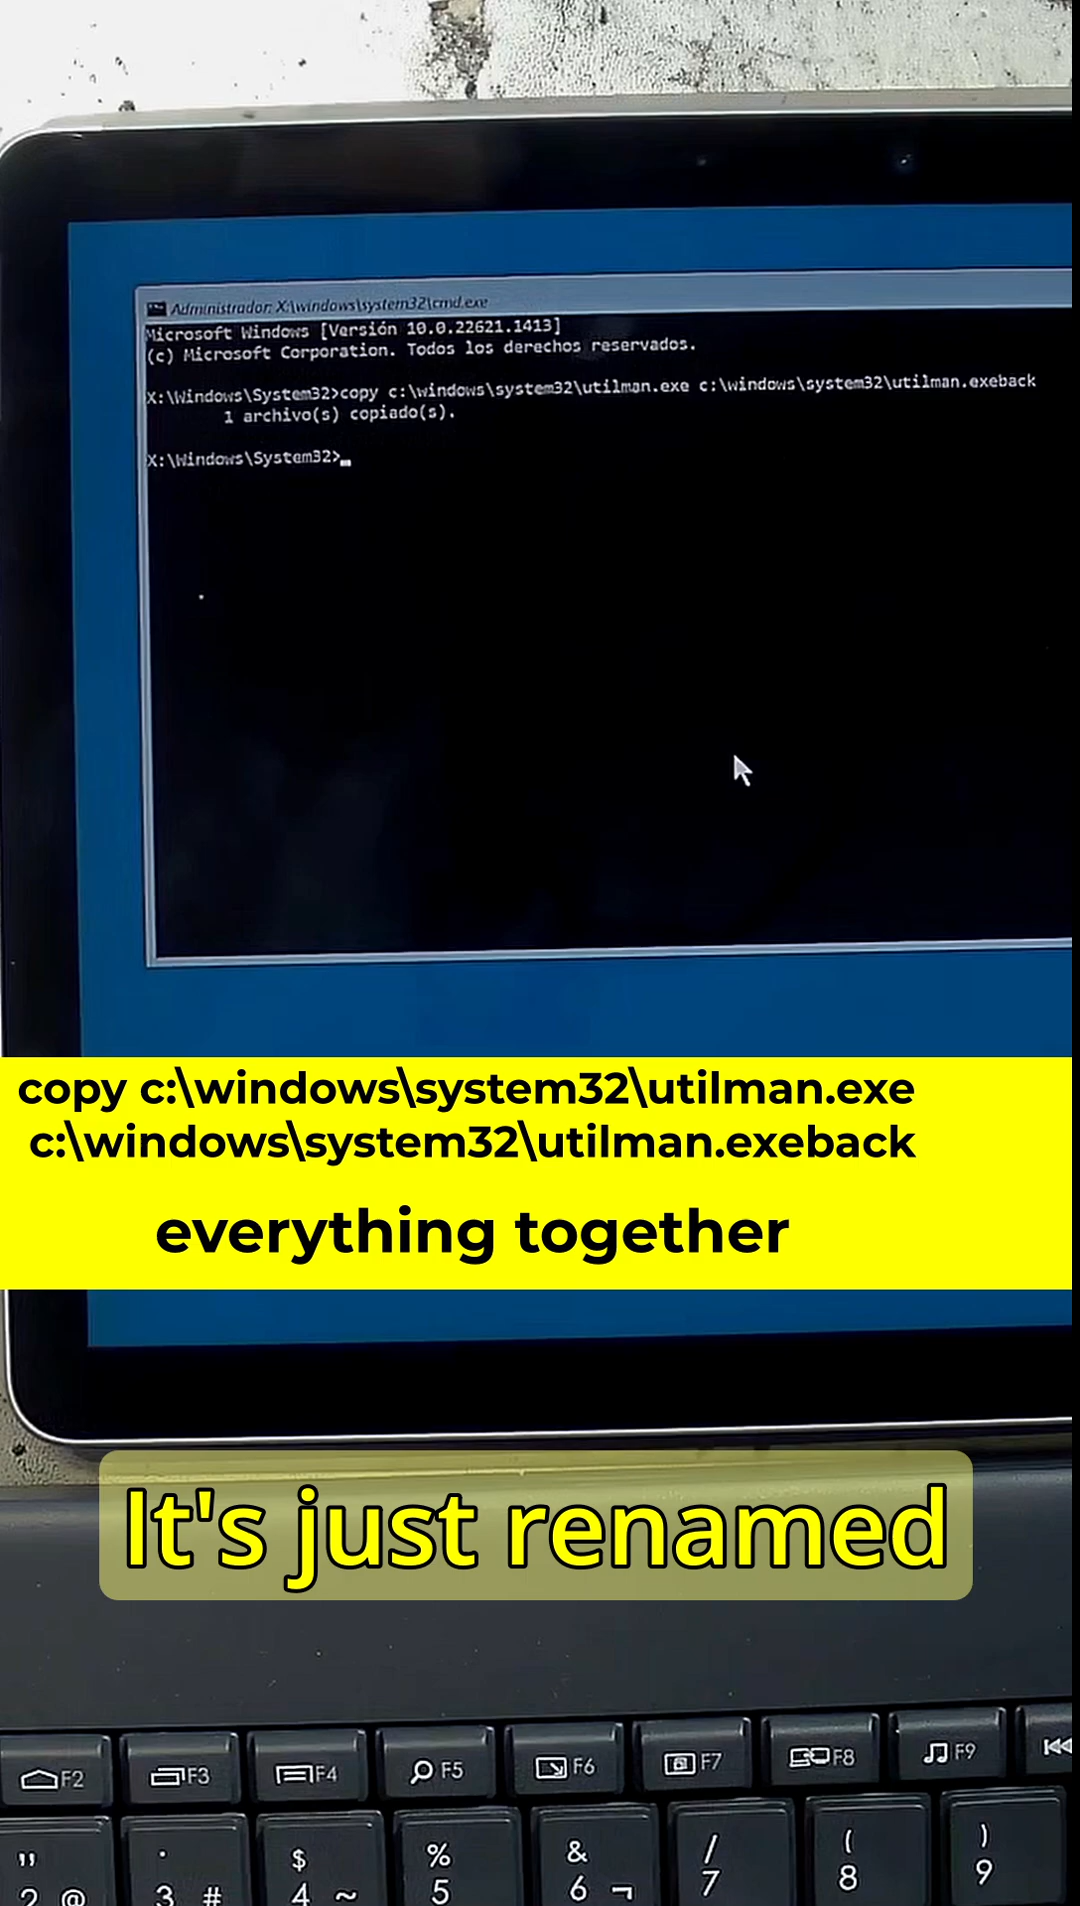 Administrador: X:\windows\system32\cmd.exe
Microsoft Windows [Versión 10.0.22621.1413]
(c) Microsoft Corporation. Todos los derechos reservados.
X:\Windows\System32>copy c:\windows\system32\utilman.exe c:\windows\system32\utilman.exeback
1 archivo(s) copiado(s).
X:\Windows\System32>
copy c:\windows\system32\utilman.exe
c:\windows\system32\utilman.exeback
everything together
It's just renamed
F2 F3 F4 F5 F6 F7 F8 F9
" · $ % & / ( )
2 @ 3 # 4 ~ 5 6 ¬ 7 8 9